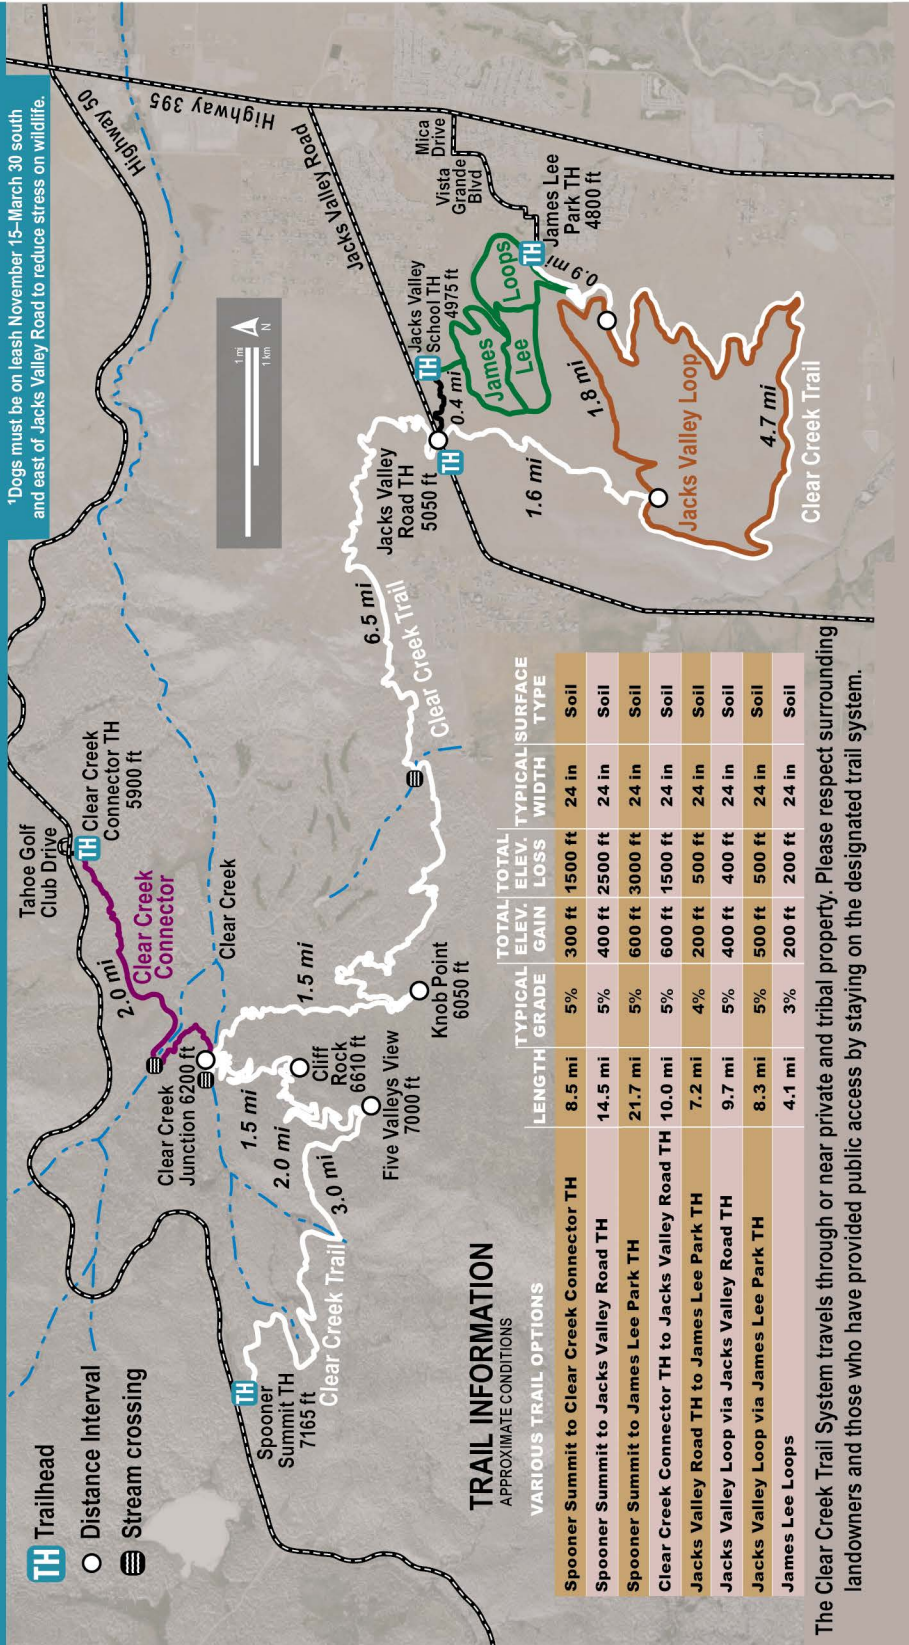 ¹Dogs must be on leash November 15–March 30 south
and east of Jacks Valley Road to reduce stress on wildlife.
TH Trailhead
Distance Interval
Stream crossing
Tahoe Golf
Club Drive
TH
Clear Creek
Connector TH
5900 ft
2.0 mi
Clear Creek
Connector
Clear Creek
Clear Creek
Junction 6200 ft
1.5 mi
1.5 mi
2.0 mi
Cliff
Rock
6610 ft
Five Valleys View
7000 ft
Knob Point
6050 ft
3.0 mi
TH
Spooner
Summit TH
7165 ft
Clear Creek Trail
6.5 mi
Clear Creek Trail
Highway 50
Highway 395
1 mi
1 km
N
Jacks Valley Road
Jacks Valley
Road TH
5050 ft
TH
TH
Jacks Valley
School TH
4975 ft
0.4 mi
James
Lee
Loops
Mica
Drive
Vista
Grande
Blvd
TH
James Lee
Park TH
4800 ft
0.9 mi
1.6 mi
1.8 mi
Jacks Valley Loop
4.7 mi
Clear Creek Trail
TRAIL INFORMATION
APPROXIMATE CONDITIONS
VARIOUS TRAIL OPTIONS LENGTH TYPICAL GRADE TOTAL ELEV. GAIN TOTAL ELEV. LOSS TYPICAL WIDTH SURFACE TYPE
Spooner Summit to Clear Creek Connector TH 8.5 mi 5% 300 ft 1500 ft 24 in Soil
Spooner Summit to Jacks Valley Road TH 14.5 mi 5% 400 ft 2500 ft 24 in Soil
Spooner Summit to James Lee Park TH 21.7 mi 5% 600 ft 3000 ft 24 in Soil
Clear Creek Connector TH to Jacks Valley Road TH 10.0 mi 5% 600 ft 1500 ft 24 in Soil
Jacks Valley Road TH to James Lee Park TH 7.2 mi 4% 200 ft 500 ft 24 in Soil
Jacks Valley Loop via Jacks Valley Road TH 9.7 mi 5% 400 ft 400 ft 24 in Soil
Jacks Valley Loop via James Lee Park TH 8.3 mi 5% 500 ft 500 ft 24 in Soil
James Lee Loops 4.1 mi 3% 200 ft 200 ft 24 in Soil
The Clear Creek Trail System travels through or near private and tribal property. Please respect surrounding
landowners and those who have provided public access by staying on the designated trail system.